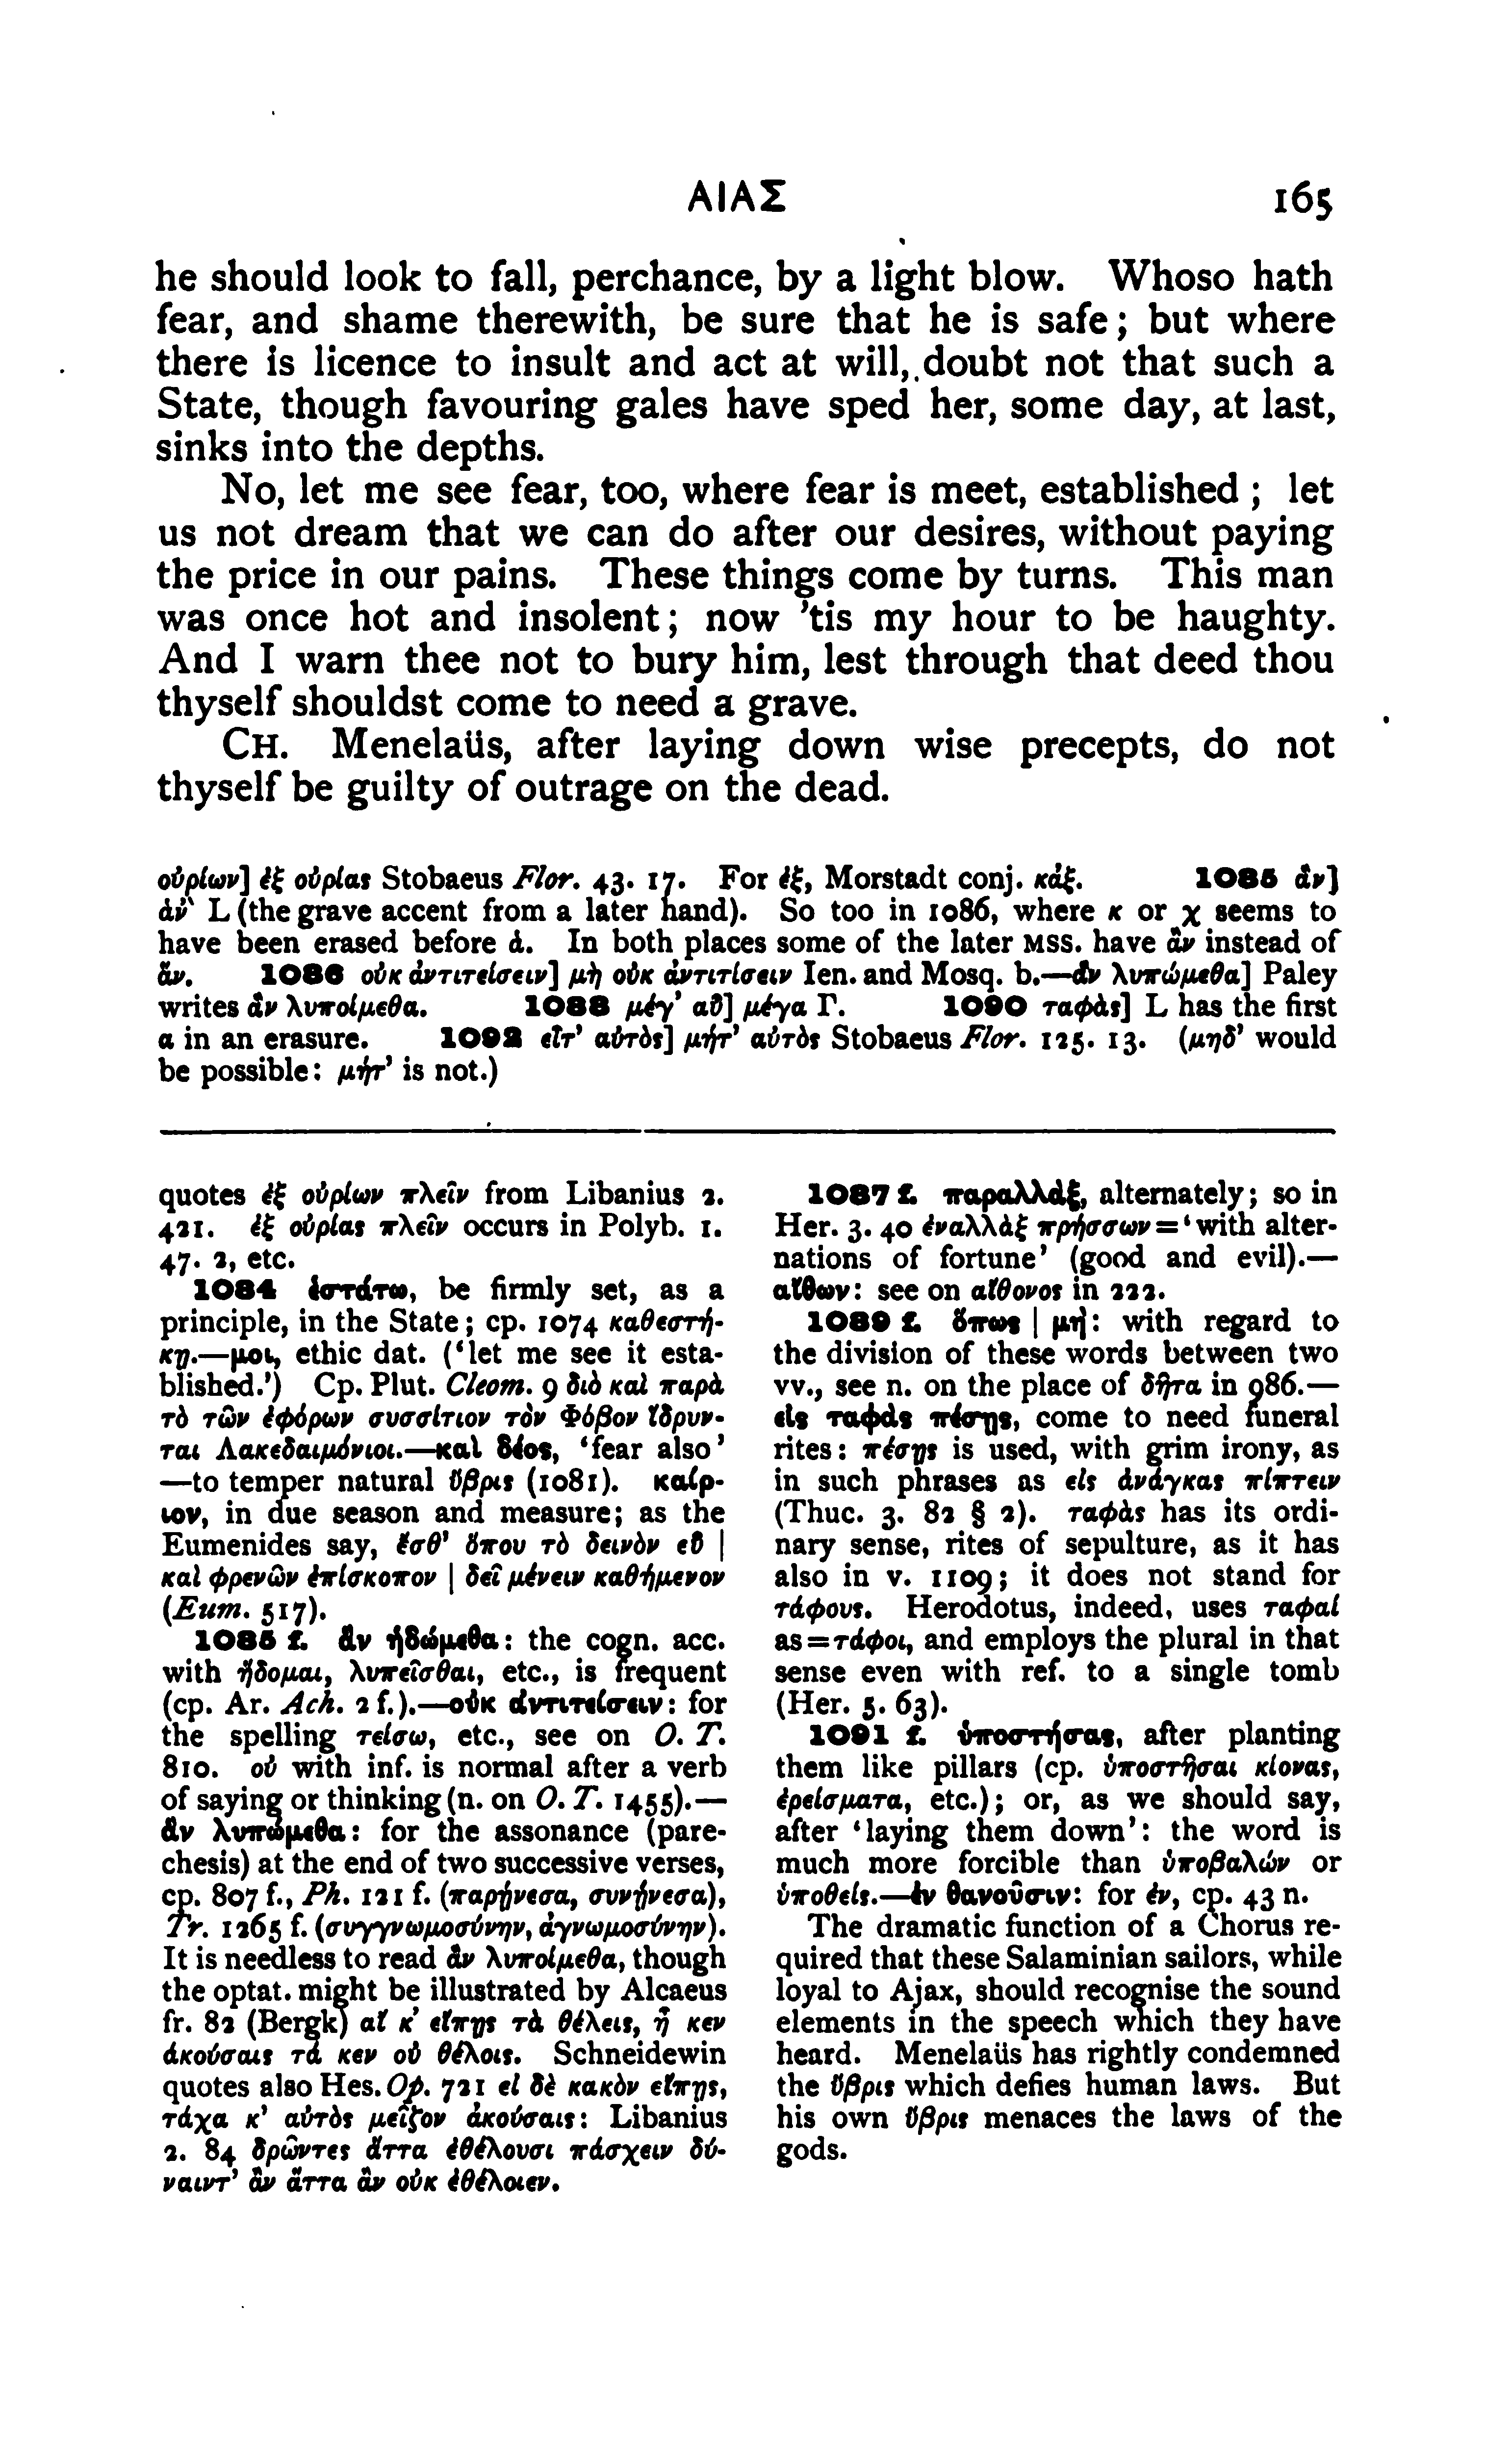 ΑΙΑΣ 165
he should look to fall, perchance, by a light blow. Whoso hath
fear, and shame therewith, be sure that he is safe; but where
there is licence to insult and act at will, doubt not that such a
State, though favouring gales have sped her, some day, at last,
sinks into the depths.
No, let me see fear, too, where fear is meet, established; let
us not dream that we can do after our desires, without paying
the price in our pains. These things come by turns. This man
was once hot and insolent; now 'tis my hour to be haughty.
And I warn thee not to bury him, lest through that deed thou
thyself shouldst come to need a grave.
CH. Menelaüs, after laying down wise precepts, do not
thyself be guilty of outrage on the dead.
οὐρίων] ἐξ οὐρίας Stobaeus Flor. 43. 17. For ἐξ, Morstadt conj. κἀξ. 1085 ἃν]
ἀν̀ L (the grave accent from a later hand). So too in 1086, where κ or χ seems to
have been erased before ἀ. In both places some of the later MSS. have ἂν instead of
ἃν. 1086 οὐκ ἀντιτείσειν] μὴ οὐκ ἀντιτίσειν Ien. and Mosq. b.—ἃν λυπώμεθα] Paley
writes ἂν λυποίμεθα. 1088 μέγ' αὖ] μέγα Γ. 1090 ταφὰς] L has the first
α in an erasure. 1092 εἶτ' αὐτὸς] μήτ' αὐτὸς Stobaeus Flor. 125. 13. (μηδ' would
be possible: μήτ' is not.)
quotes ἐξ οὐρίων πλεῖν from Libanius 2.
421. ἐξ οὐρίας πλεῖν occurs in Polyb. 1.
47. 2, etc.
1084 ἑστάτω, be firmly set, as a
principle, in the State; cp. 1074 καθεστή-
κῃ.—μοι, ethic dat. ('let me see it esta-
blished.') Cp. Plut. Cleom. 9 διὸ καὶ παρὰ
τὸ τῶν ἐφόρων συσσίτιον τὸν Φόβον ἵδρυν-
ται Λακεδαιμόνιοι.—καὶ δέος, 'fear also'
—to temper natural ὕβρις (1081). καίρ-
ιον, in due season and measure; as the
Eumenides say, ἔσθ' ὅπου τὸ δεινὸν εὖ |
καὶ φρενῶν ἐπίσκοπον | δεῖ μένειν καθήμενον
(Eum. 517).
1085 f. ἃν ἡδώμεθα: the cogn. acc.
with ἥδομαι, λυπεῖσθαι, etc., is frequent
(cp. Ar. Ach. 2 f.).—οὐκ ἀντιτείσειν: for
the spelling τείσω, etc., see on O. T.
810. οὐ with inf. is normal after a verb
of saying or thinking (n. on O. T. 1455).—
ἃν λυπώμεθα: for the assonance (pare-
chesis) at the end of two successive verses,
cp. 807 f., Ph. 121 f. (παρῄνεσα, συνῄνεσα),
Tr. 1265 f. (συγγνωμοσύνην, ἀγνωμοσύνην).
It is needless to read ἂν λυποίμεθα, though
the optat. might be illustrated by Alcaeus
fr. 82 (Bergk) αἴ κ' εἴπῃς τὰ θέλεις, ἦ κεν
ἀκούσαις τά κεν οὐ θέλοις. Schneidewin
quotes also Hes. Op. 721 εἰ δὲ κακὸν εἴπῃς,
τάχα κ' αὐτὸς μεῖζον ἀκούσαις: Libanius
2. 84 δρῶντες ἅττα ἐθέλουσι πάσχειν δύ-
ναιντ' ἂν ἅττα ἂν οὐκ ἐθέλοιεν.
1087 f. παραλλάξ, alternately; so in
Her. 3. 40 ἐναλλὰξ πρήσσων='with alter-
nations of fortune' (good and evil).—
αἴθων: see on αἴθονος in 222.
1089 f. ὅπως | μή: with regard to
the division of these words between two
vv., see n. on the place of δῆτα in 986.—
εἰς ταφὰς πέσῃς, come to need funeral
rites: πέσῃς is used, with grim irony, as
in such phrases as εἰς ἀνάγκας πίπτειν
(Thuc. 3. 82 § 2). ταφὰς has its ordi-
nary sense, rites of sepulture, as it has
also in v. 1109; it does not stand for
τάφους. Herodotus, indeed, uses ταφαί
as=τάφοι, and employs the plural in that
sense even with ref. to a single tomb
(Her. 5. 63).
1091 f. ὑποστήσας, after planting
them like pillars (cp. ὑποστῆσαι κίονας,
ἐρείσματα, etc.); or, as we should say,
after 'laying them down': the word is
much more forcible than ὑποβαλών or
ὑποθείς.—ἐν θανοῦσιν: for ἐν, cp. 43 n.
The dramatic function of a Chorus re-
quired that these Salaminian sailors, while
loyal to Ajax, should recognise the sound
elements in the speech which they have
heard. Menelaüs has rightly condemned
the ὕβρις which defies human laws. But
his own ὕβρις menaces the laws of the
gods.